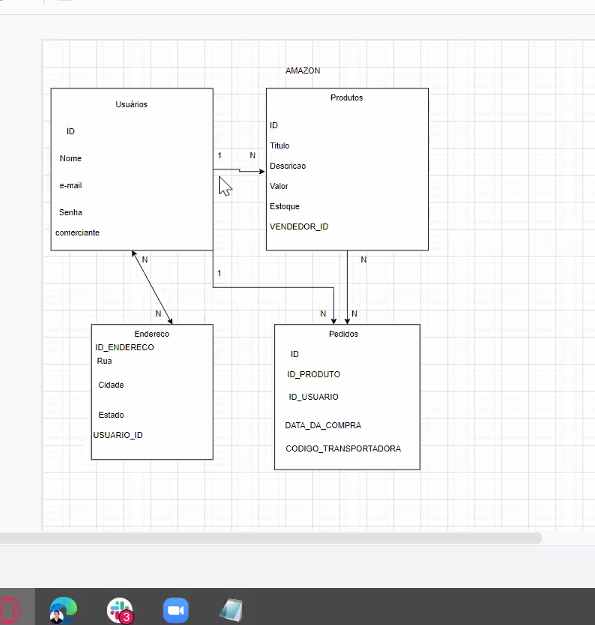 AMAZON
Usuários
ID
Nome
e-mail
Senha
comerciante
1
N
Produtos
ID
Titulo
Descricao
Valor
Estoque
VENDEDOR_ID
N
N
1
N
N
N
Endereco
ID_ENDERECO
Rua
Cidade
Estado
USUARIO_ID
Pedidos
ID
ID_PRODUTO
ID_USUARIO
DATA_DA_COMPRA
CODIGO_TRANSPORTADORA
3